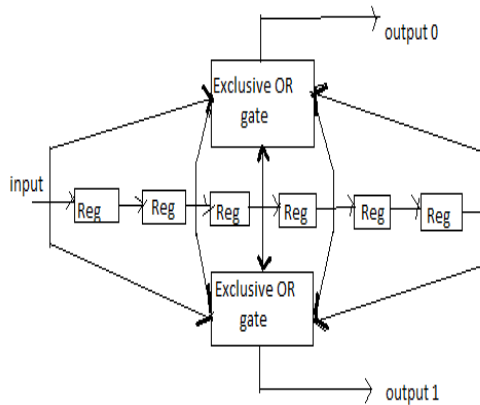 output 0
Exclusive OR
gate
input
Reg
Reg
Reg
Reg
Reg
Reg
Exclusive OR
gate
output 1